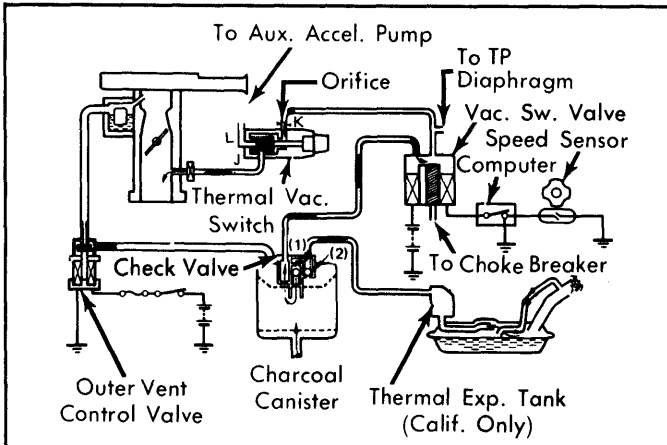 To Aux. Accel. Pump
To TP
Diaphragm
Orifice
Vac. Sw. Valve
Speed Sensor
Computer
K
L
J
Thermal Vac.
Switch
(1)
(2)
Check Valve
To Choke Breaker
Outer Vent
Control Valve
Charcoal
Canister
Thermal Exp. Tank
(Calif. Only)